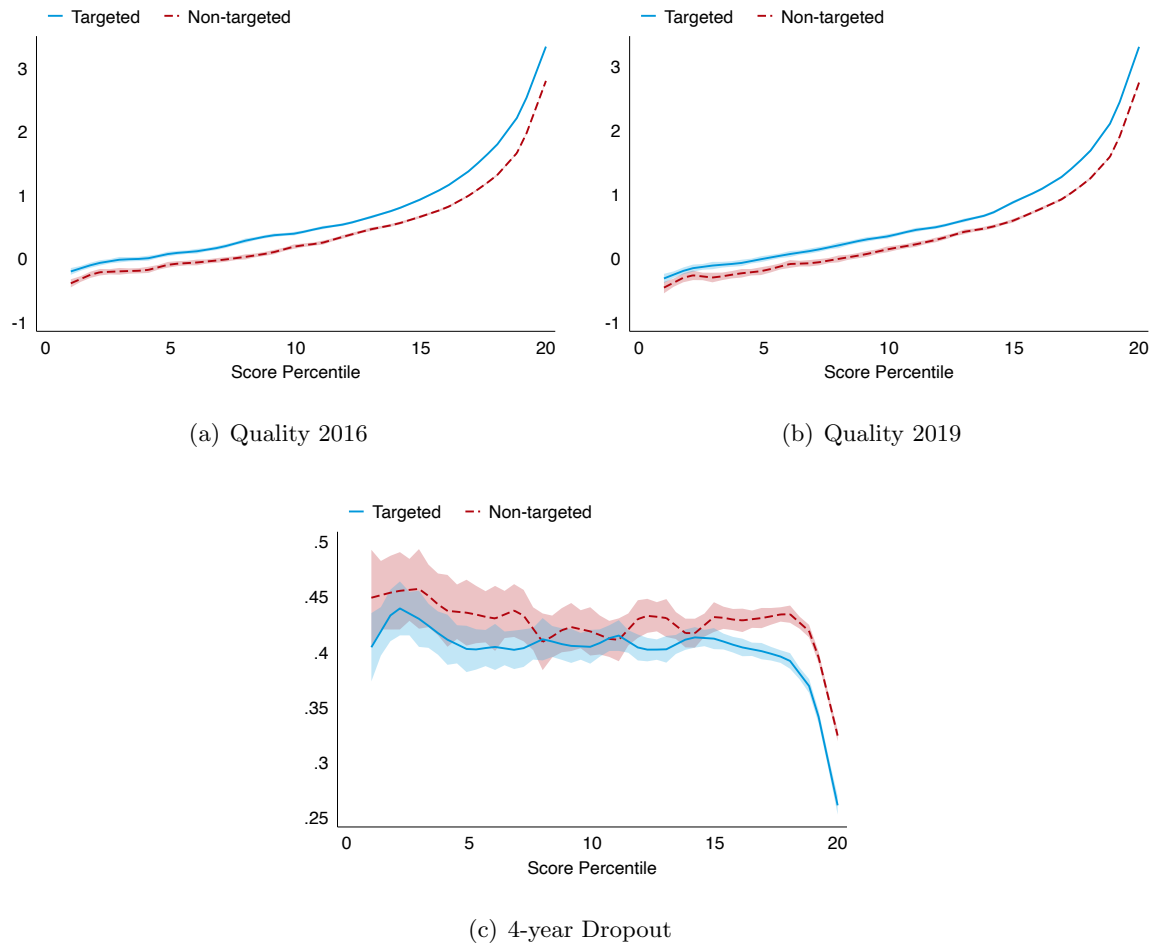 Targeted Non-targeted
3
2
1
0
-1
0 5 10 15 20
Score Percentile
(a) Quality 2016
Targeted Non-targeted
3
2
1
0
-1
0 5 10 15 20
Score Percentile
(b) Quality 2019
Targeted Non-targeted
.5
.45
.4
.35
.3
.25
0 5 10 15 20
Score Percentile
(c) 4-year Dropout